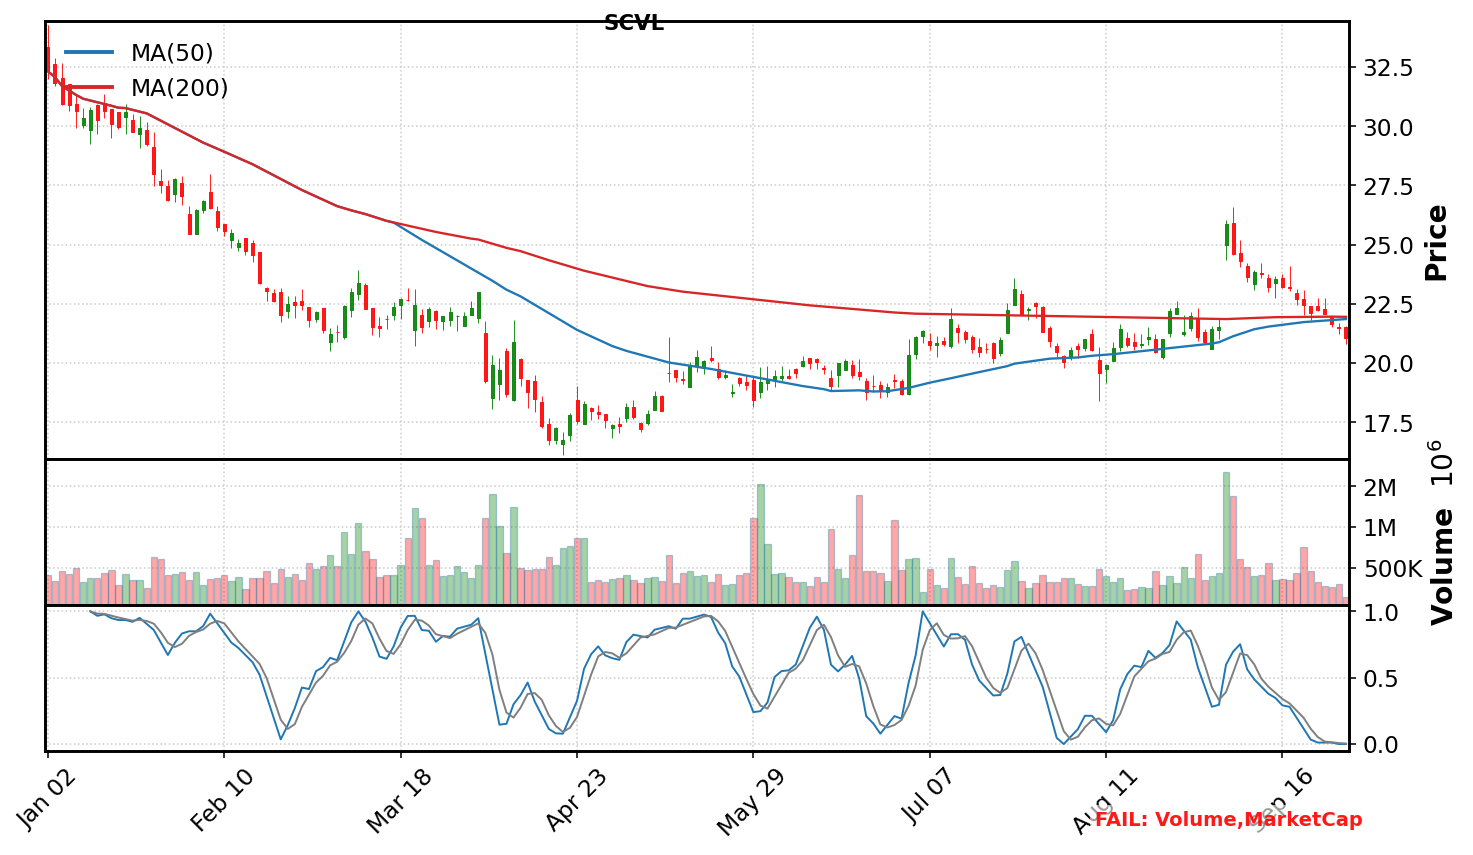 SCVL
MA(50)
MA(200)
32.5
30.0
27.5
25.0
22.5
20.0
17.5
Price
2M
1M
500K
Volume 10^6
1.0
0.5
0.0
Jan 02
Feb 10
Mar 18
Apr 23
May 29
Jul 07
Aug 11
Sep 16
FAIL: Volume,MarketCap